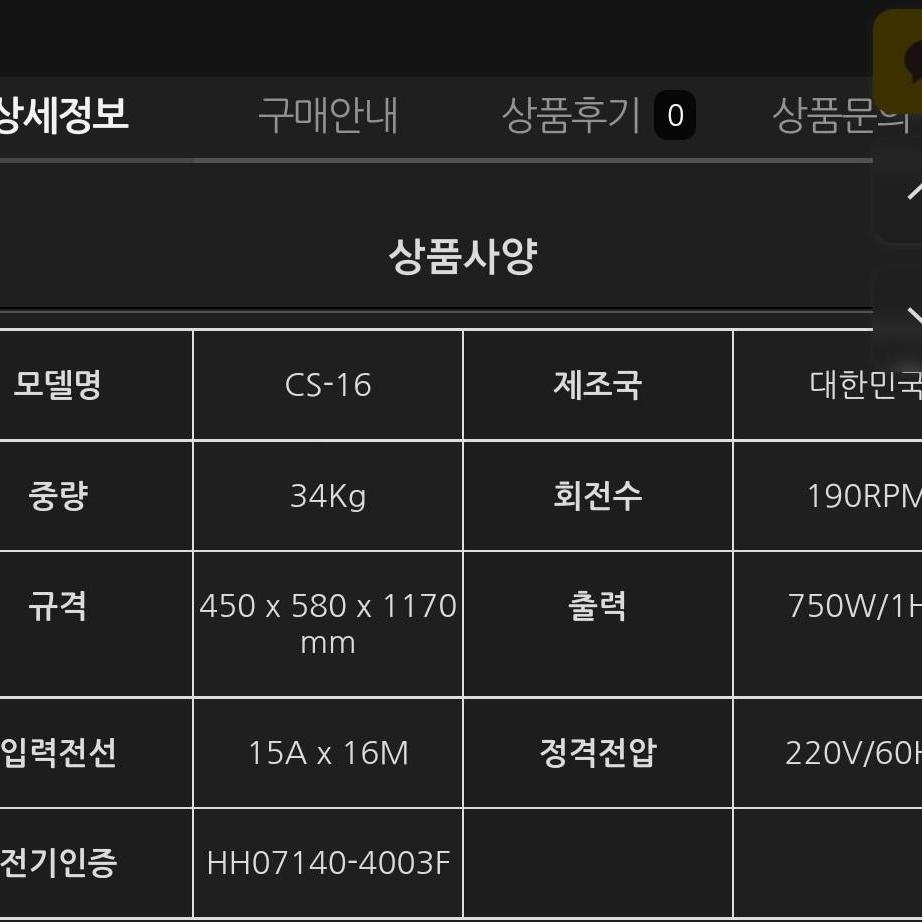 상세정보 구매안내 상품후기 0 상품문의
상품사양
모델명 CS-16 제조국 대한민국
중량 34Kg 회전수 190RPM
규격 450 x 580 x 1170 출력 750W/1H
mm
입력전선 15A x 16M 정격전압 220V/60H
전기인증 HH07140-4003F